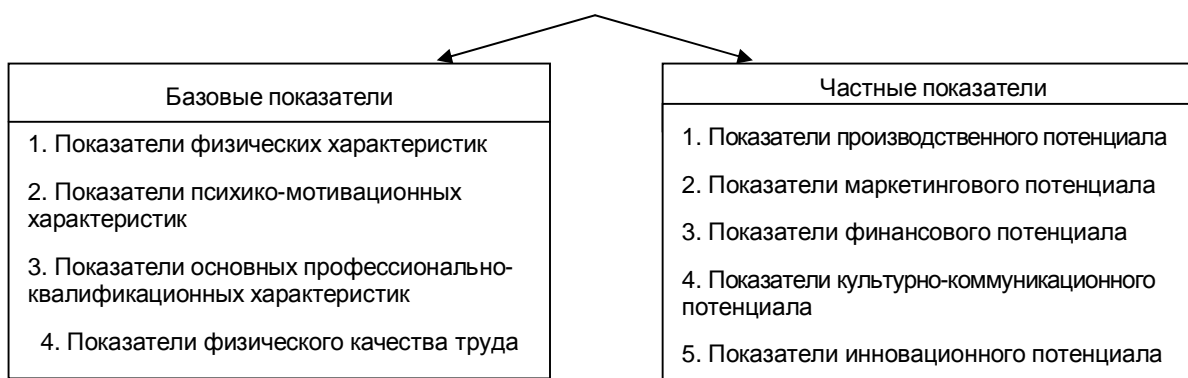 Базовые показатели
1. Показатели физических характеристик
2. Показатели психико-мотивационных
характеристик
3. Показатели основных профессионально-
квалификационных характеристик
4. Показатели физического качества труда
Частные показатели
1. Показатели производственного потенциала
2. Показатели маркетингового потенциала
3. Показатели финансового потенциала
4. Показатели культурно-коммуникационного
потенциала
5. Показатели инновационного потенциала